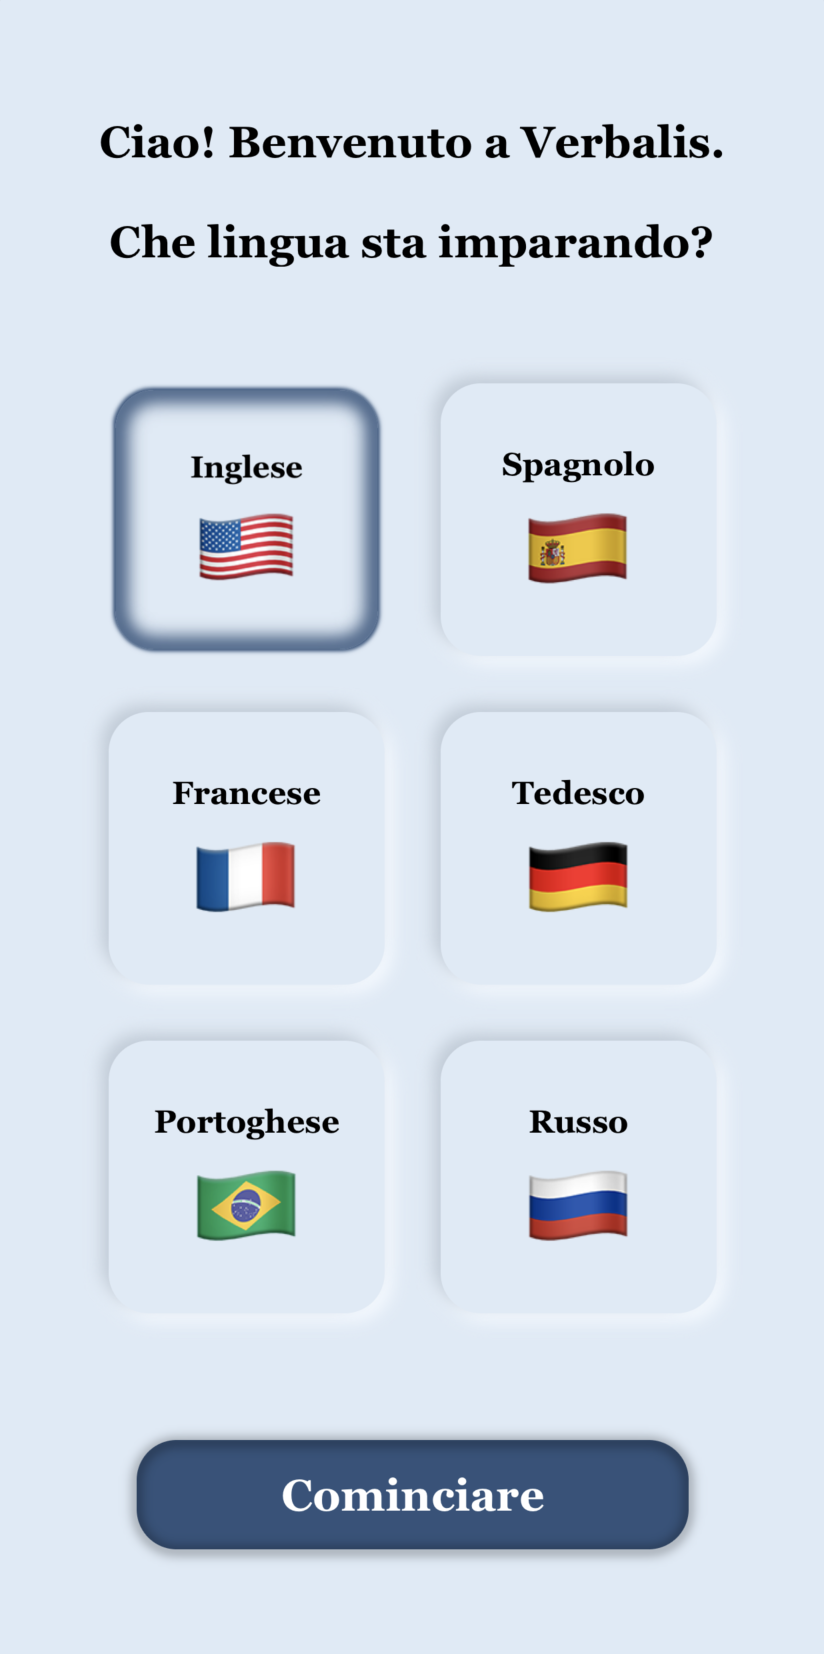 Ciao! Benvenuto a Verbalis.
Che lingua sta imparando?
Inglese
Spagnolo
Francese
Tedesco
Portoghese
Russo
Cominciare